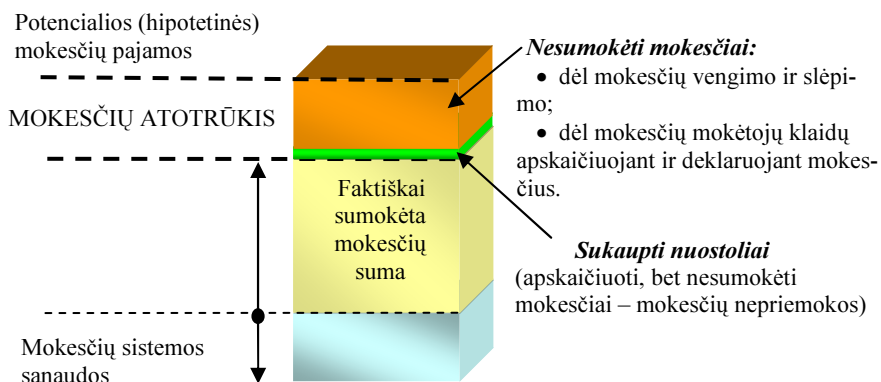 Potencialios (hipotetinės)
mokesčių pajamos
MOKESČIŲ ATOTRŪKIS
Nesumokėti mokesčiai:
• dėl mokesčių vengimo ir slėpi-
mo;
• dėl mokesčių mokėtojų klaidų
apskaičiuojant ir deklaruojant mokes-
čius.
Faktiškai
sumokėta
mokesčių
suma
Sukaupti nuostoliai
(apskaičiuoti, bet nesumokėti
mokesčiai – mokesčių nepriemokos)
Mokesčių sistemos
sanaudos